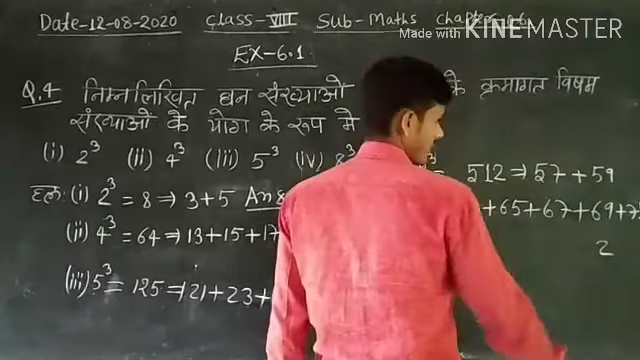 Date-12-08-2020 Class-VIII Sub-Maths chapter-06
Made with KINEMASTER
EX-6.1
Q.4 निम्नलिखित घन संख्याओं के क्रमागत विषम
संख्याओं के योग के रूप मे
(i) 2³ (ii) 4³ (iii) 5³ (iv) 8³
हल: (i) 2³ = 8 ⇒ 3+5 Ans
(ii) 4³ = 64 ⇒ 13+15+17
(iii) 5³ = 125 ⇒ 21+23+
= 512 ⇒ 57+59
+65+67+69+7
2